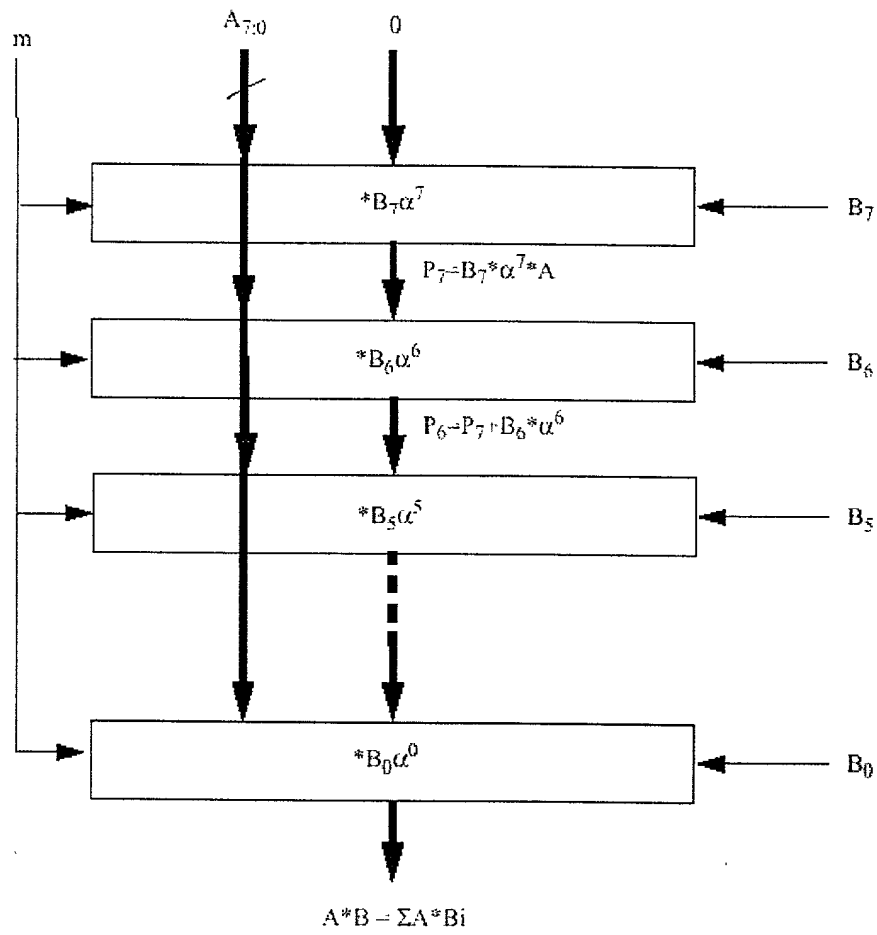 m
A₇:₀
0
*B₇α⁷
B₇
P₇=B₇*α⁷*A
*B₆α⁶
B₆
P₆=P₇+B₆*α⁶
*B₅α⁵
B₅
*B₀α⁰
B₀
A*B = ΣA*Bi